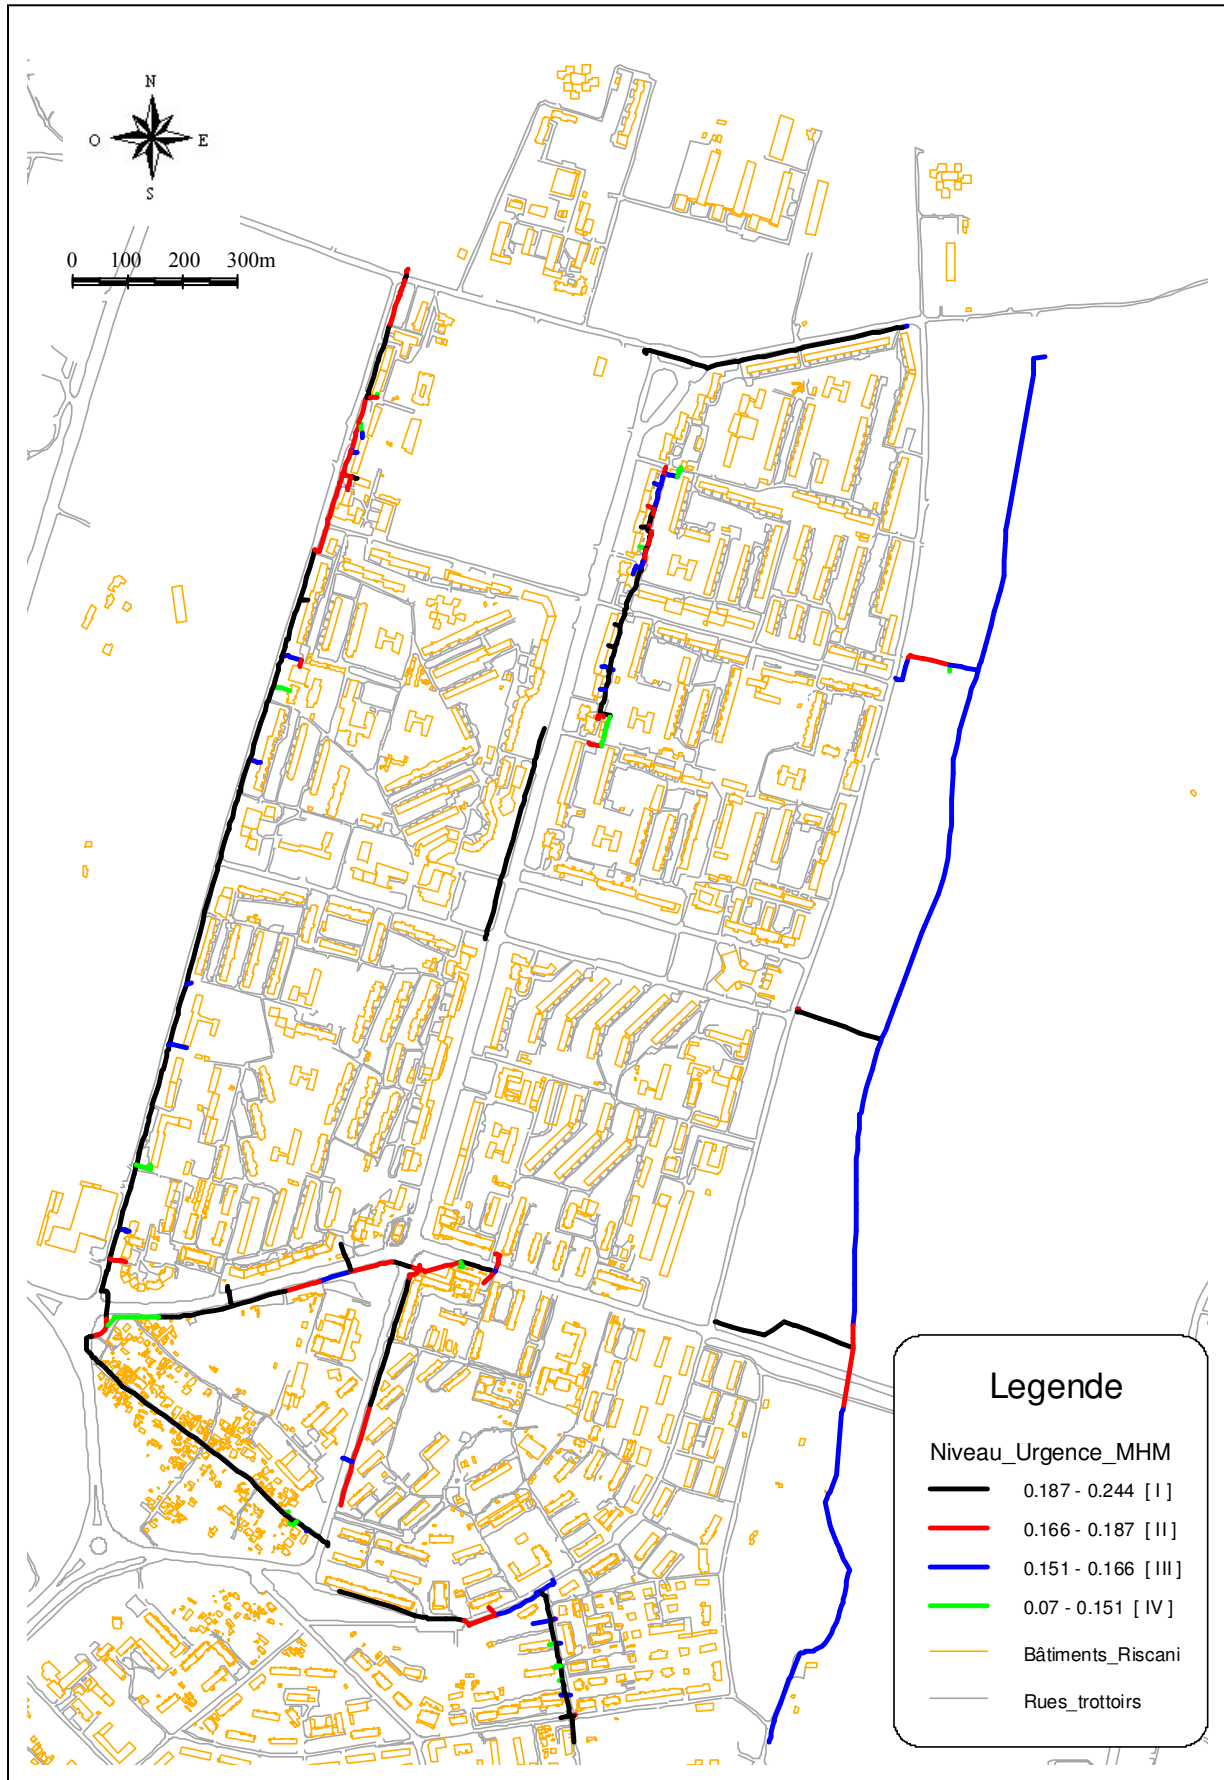 N
O E
S
0 100 200 300m
Legende
Niveau_Urgence_MHM
0.187 - 0.244 [ I ]
0.166 - 0.187 [ II ]
0.151 - 0.166 [ III ]
0.07 - 0.151 [ IV ]
Bâtiments_Riscani
Rues_trottoirs